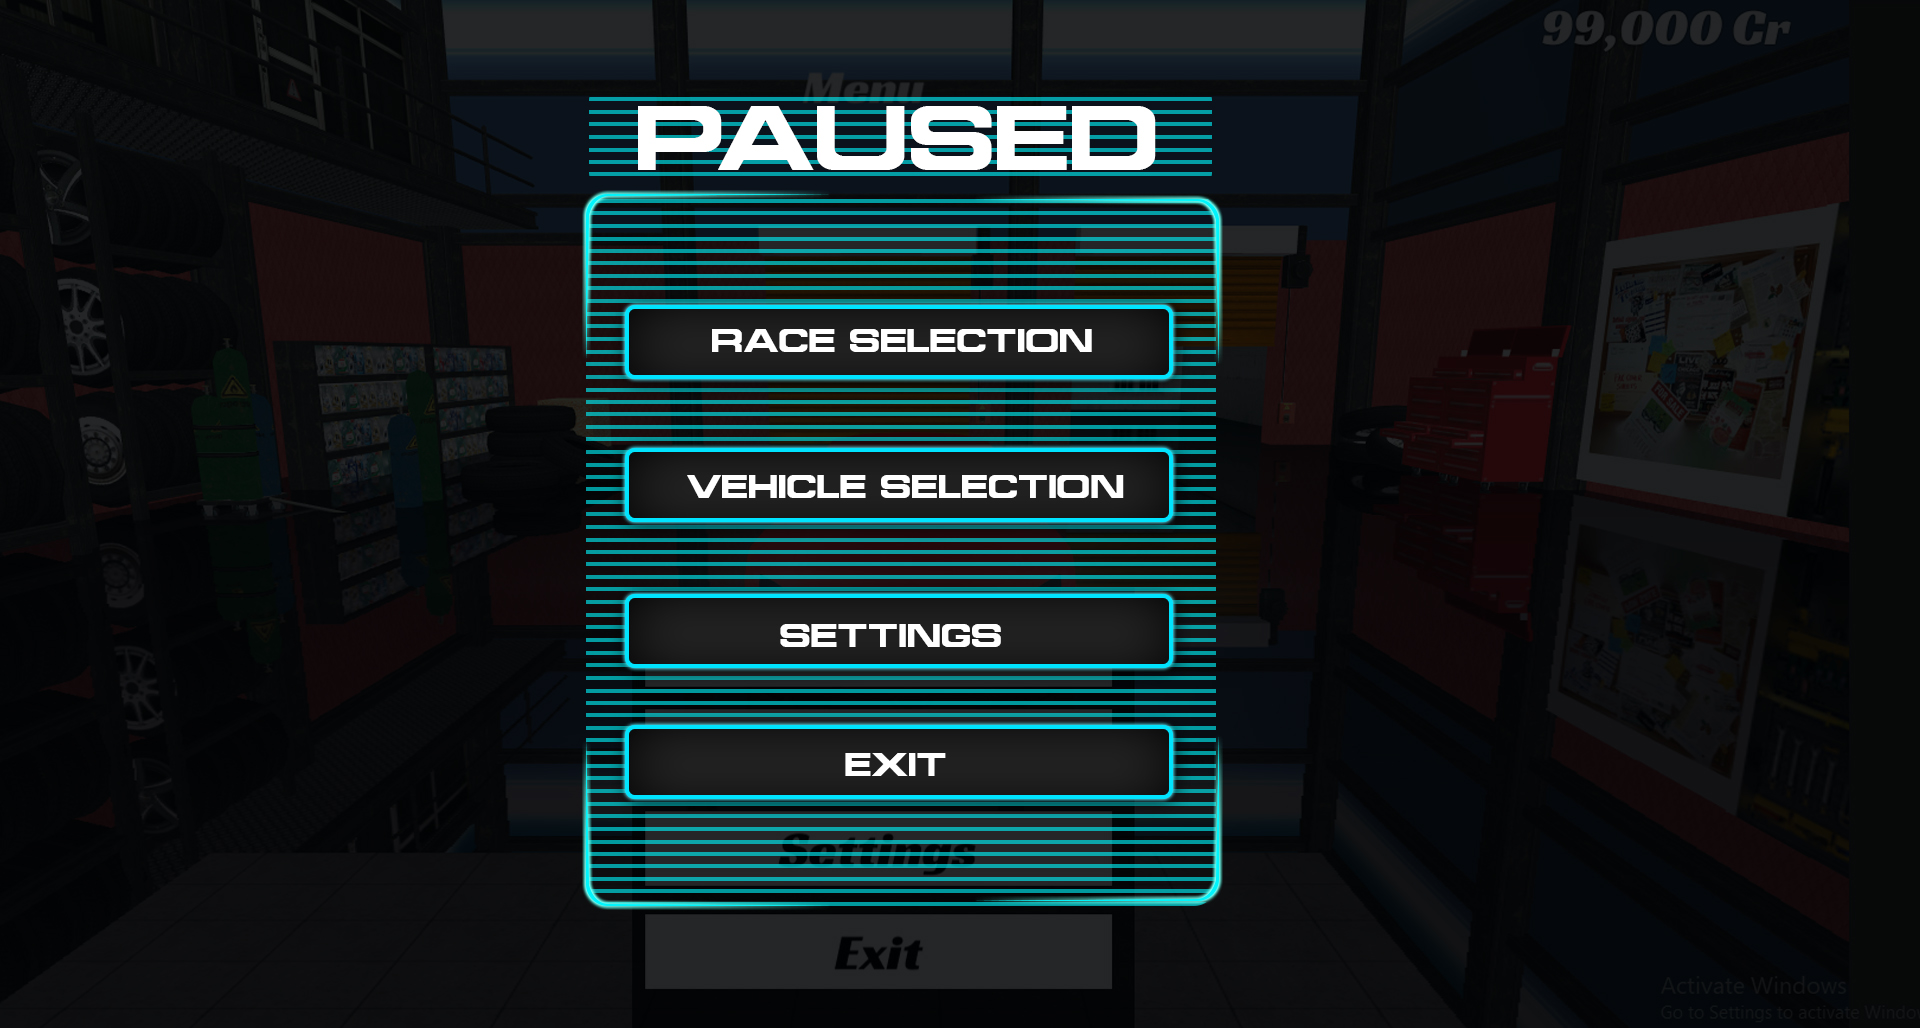 99,000 Cr
Menu
PAUSED
RACE SELECTION
VEHICLE SELECTION
SETTINGS
EXIT
Settings
Exit
Activate Windows
Go to Settings to activate Windo